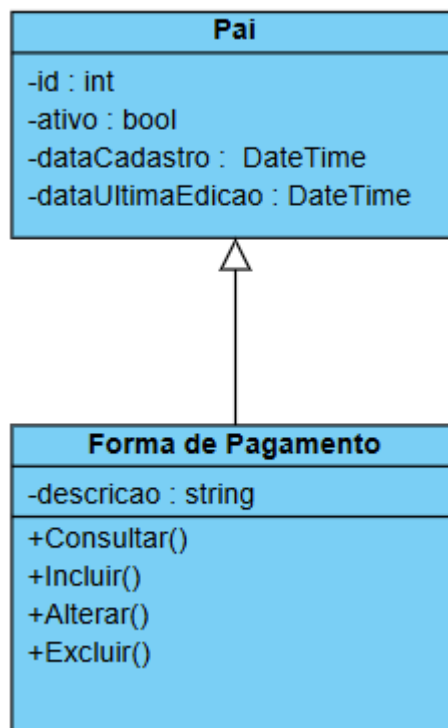 Pai
-id : int
-ativo : bool
-dataCadastro :  DateTime
-dataUltimaEdicao : DateTime
Forma de Pagamento
-descricao : string
+Consultar()
+Incluir()
+Alterar()
+Excluir()